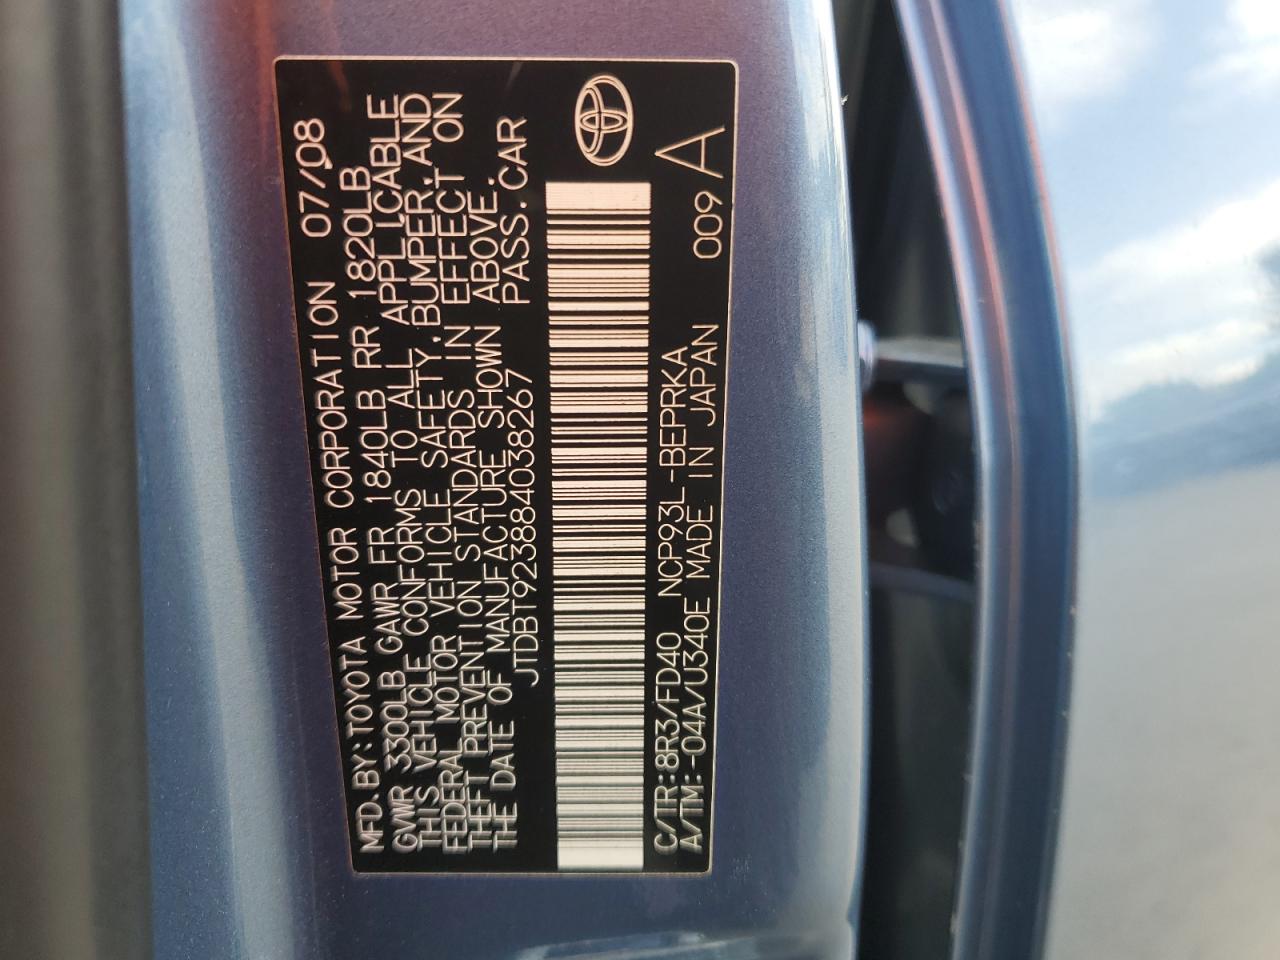 MFD.BY:TOYOTA MOTOR CORPORATION 07/08
GVWR 3300LB GAWR FR 1840LB RR 1820LB
THIS VEHICLE CONFORMS TO ALL APPLICABLE
FEDERAL MOTOR VEHICLE SAFETY,BUMPER,AND
THEFT PREVENTION STANDARDS IN EFFECT ON
THE DATE OF MANUFACTURE SHOWN ABOVE.
JTDBT923884038267 PASS.CAR
C/TR:8R3/FD40 NCP93L-BEPRKA 009 A
A/TM:-04A/U340E MADE IN JAPAN